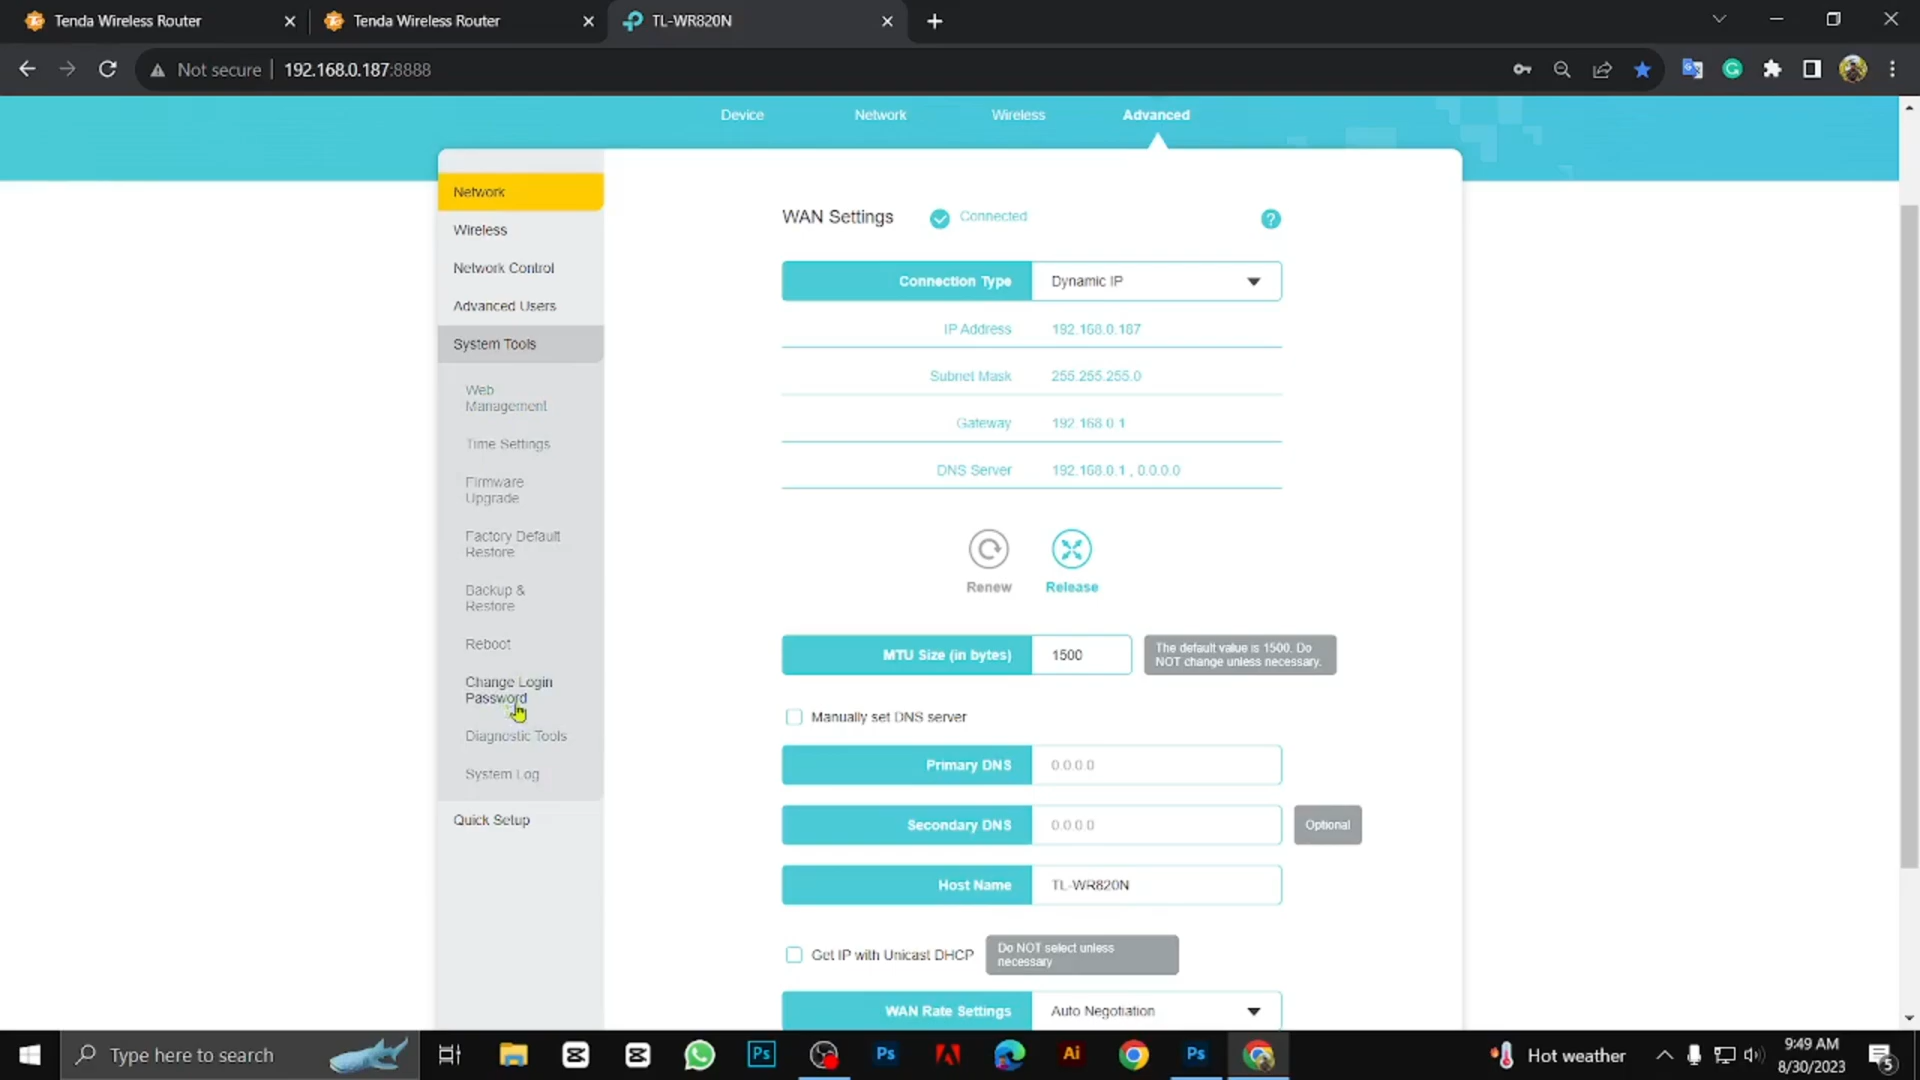 Tenda Wireless Router
Tenda Wireless Router
TL-WR820N
Not secure
192.168.0.187:8888
Device
Network
Wireless
Advanced
Network
Wireless
Network Control
Advanced Users
System Tools
Web
Management
Time Settings
Firmware
Upgrade
Factory Default
Restore
Backup &
Restore
Reboot
Change Login
Password
Diagnostic Tools
System Log
Quick Setup
WAN Settings
Connected
?
Connection Type
Dynamic IP
IP Address
192.168.0.187
Subnet Mask
255.255.255.0
Gateway
192.168.0.1
DNS Server
192.168.0.1 , 0.0.0.0
Renew
Release
MTU Size (in bytes)
1500
The default value is 1500. Do
NOT change unless necessary.
Manually set DNS server
Primary DNS
0.0.0.0
Secondary DNS
0.0.0.0
Optional
Host Name
TL-WR820N
Get IP with Unicast DHCP
Do NOT select unless
necessary
WAN Rate Settings
Auto Negotiation
Type here to search
Ps
Ps
Ai
Ps
Hot weather
9:49 AM
8/30/2023
5